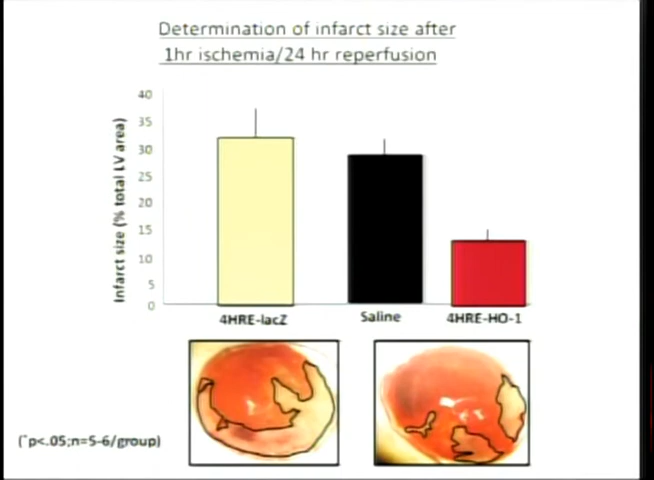 Determination of infarct size after
1hr ischemia/24 hr reperfusion
Infarct size (% total LV area)
40
35
30
25
20
15
10
5
0
4HRE-lacZ
Saline
4HRE-HO-1
(*p<.05;n=5-6/group)